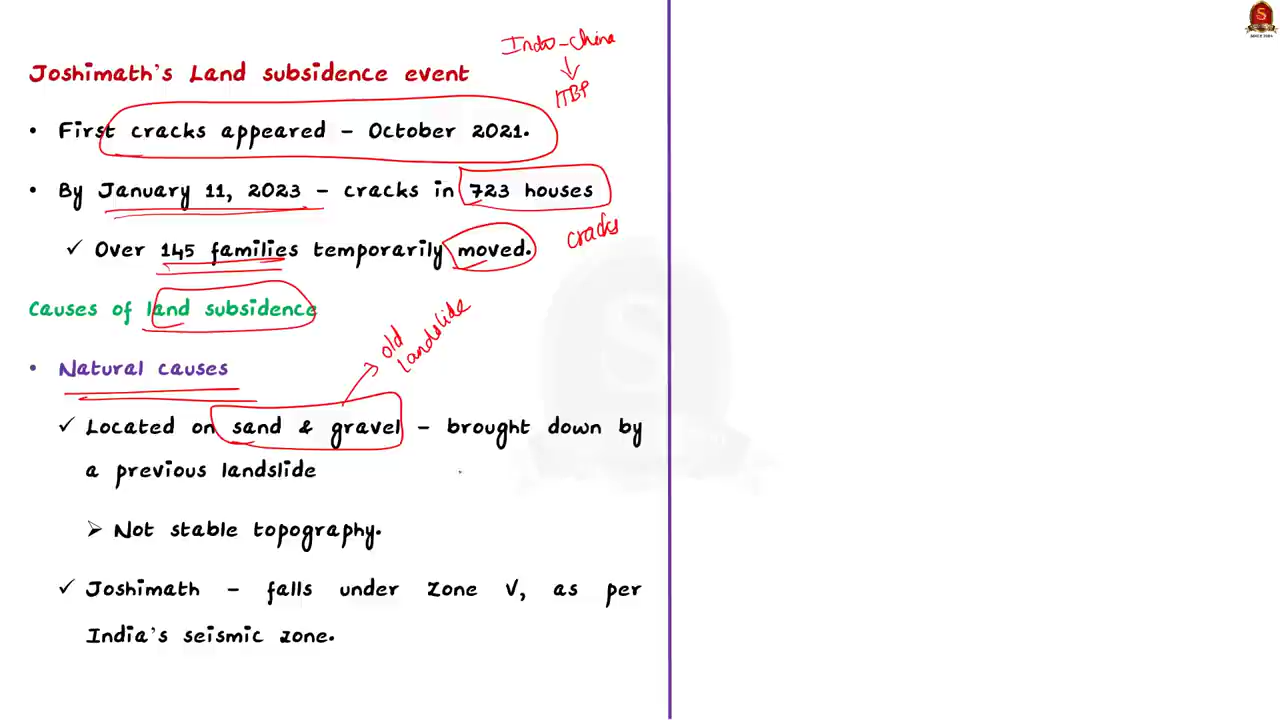 Indo-China
Joshimath's Land subsidence event
ITBP
• First cracks appeared – October 2021.
• By January 11, 2023 – cracks in 723 houses
cracks
✓ Over 145 families temporarily moved.
Causes of land subsidence
old
landslide
• Natural causes
✓ Located on sand & gravel – brought down by
a previous landslide
➢ Not stable topography.
✓ Joshimath – falls under Zone V, as per
India's seismic zone.
S
SINCE 2004